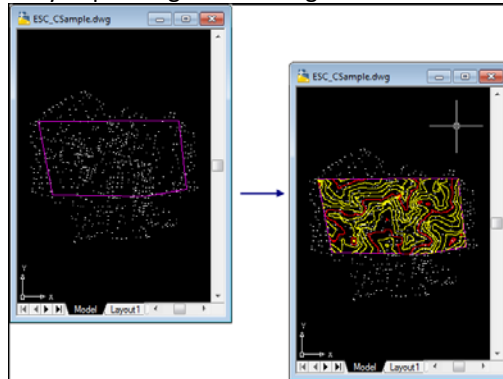 ESC_CSample.dwg
ESC_CSample.dwg
Y
X
Model
Layout1
Y
X
Model
Layout1